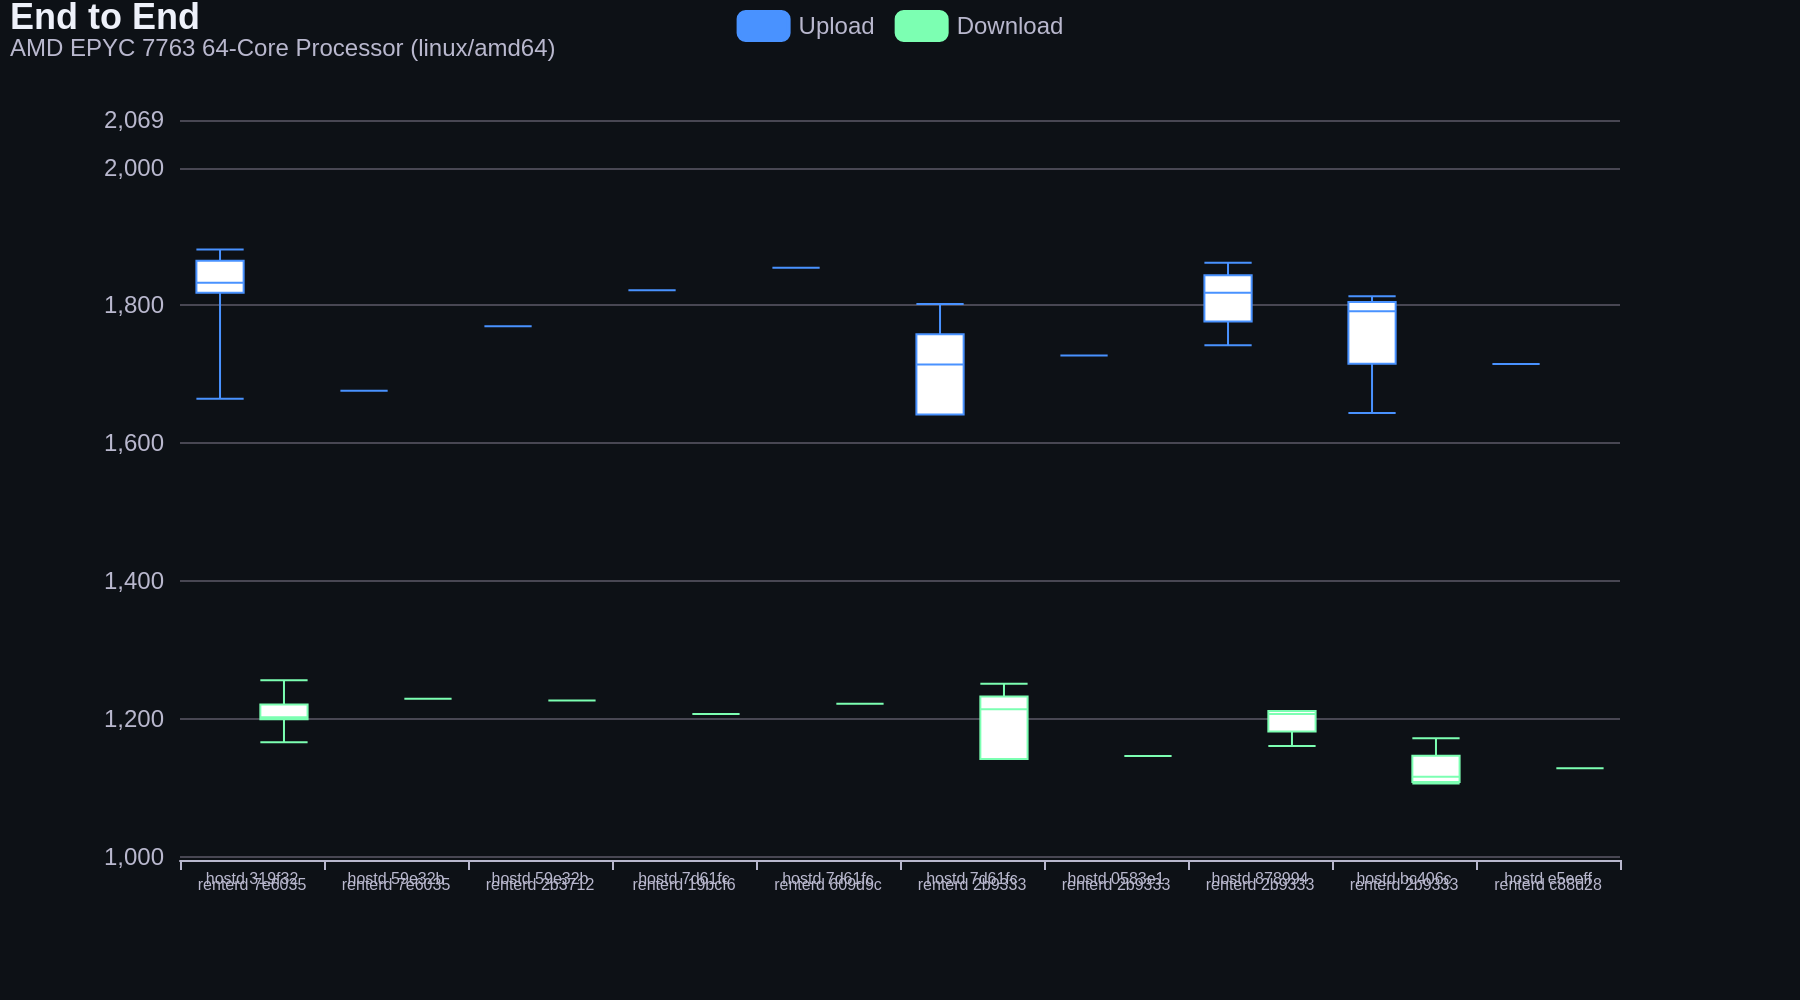 End to End
AMD EPYC 7763 64-Core Processor (linux/amd64)
Upload
Download
2,069
2,000
1,800
1,600
1,400
1,200
1,000
hostd 319f32
renterd 7e6035
hostd 59e32b
renterd 7e6035
hostd 59e32b
renterd 2b3712
hostd 7d61fc
renterd 19bcf6
hostd 7d61fc
renterd 609d9c
hostd 7d61fc
renterd 2b9333
hostd 0583e1
renterd 2b9333
hostd 878994
renterd 2b9333
hostd bc406c
renterd 2b9333
hostd e5eeff
renterd c88d28